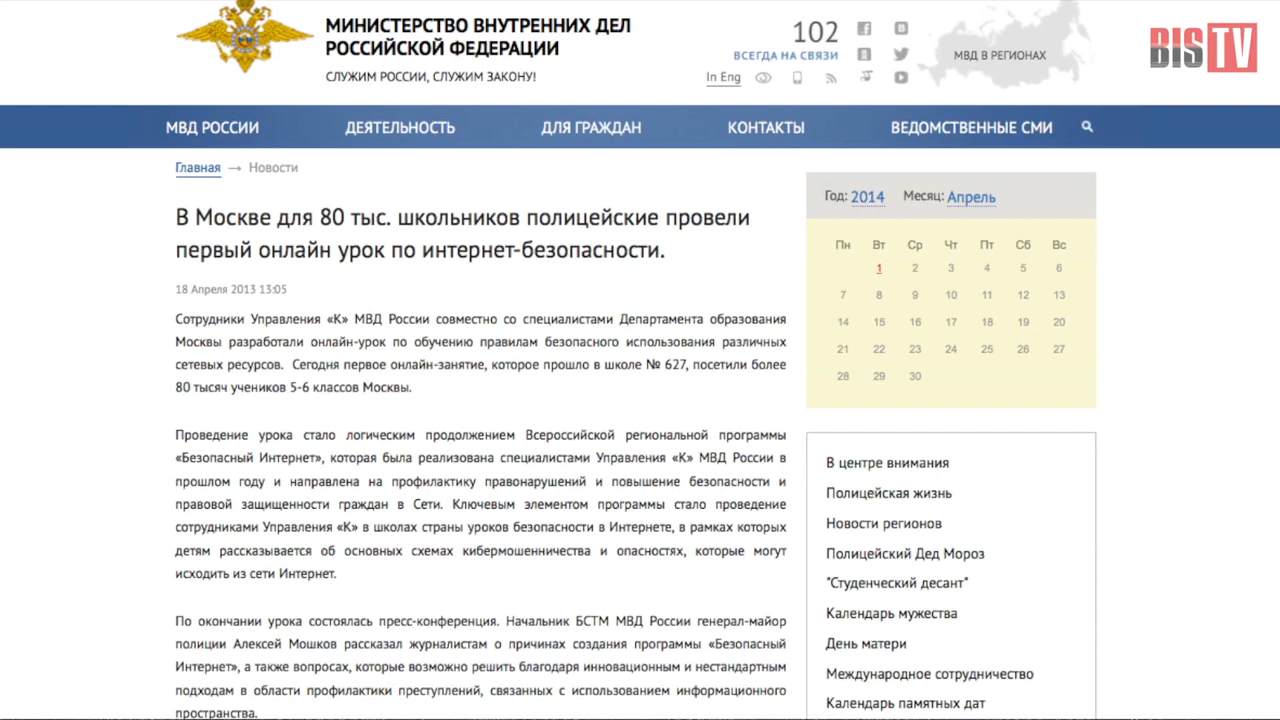 МИНИСТЕРСТВО ВНУТРЕННИХ ДЕЛ
РОССИЙСКОЙ ФЕДЕРАЦИИ
СЛУЖИМ РОССИИ, СЛУЖИМ ЗАКОНУ!
102
ВСЕГДА НА СВЯЗИ
In Eng
МВД В РЕГИОНАХ
BISTV
МВД РОССИИ
ДЕЯТЕЛЬНОСТЬ
ДЛЯ ГРАЖДАН
КОНТАКТЫ
ВЕДОМСТВЕННЫЕ СМИ
Главная → Новости
В Москве для 80 тыс. школьников полицейские провели
первый онлайн урок по интернет-безопасности.
18 Апреля 2013 13:05
Сотрудники Управления «К» МВД России совместно со специалистами Департамента образования
Москвы разработали онлайн-урок по обучению правилам безопасного использования различных
сетевых ресурсов. Сегодня первое онлайн-занятие, которое прошло в школе № 627, посетили более
80 тысяч учеников 5-6 классов Москвы.
Проведение урока стало логическим продолжением Всероссийской региональной программы
«Безопасный Интернет», которая была реализована специалистами Управления «К» МВД России в
прошлом году и направлена на профилактику правонарушений и повышение безопасности и
правовой защищенности граждан в Сети. Ключевым элементом программы стало проведение
сотрудниками Управления «К» в школах страны уроков безопасности в Интернете, в рамках которых
детям рассказывается об основных схемах кибермошенничества и опасностях, которые могут
исходить из сети Интернет.
По окончании урока состоялась пресс-конференция. Начальник БСТМ МВД России генерал-майор
полиции Алексей Мошков рассказал журналистам о причинах создания программы «Безопасный
Интернет», а также вопросах, которые возможно решить благодаря инновационным и нестандартным
подходам в области профилактики преступлений, связанных с использованием информационного
пространства.
Год: 2014 Месяц: Апрель
Пн Вт Ср Чт Пт Сб Вс
1 2 3 4 5 6
7 8 9 10 11 12 13
14 15 16 17 18 19 20
21 22 23 24 25 26 27
28 29 30
В центре внимания
Полицейская жизнь
Новости регионов
Полицейский Дед Мороз
"Студенческий десант"
Календарь мужества
День матери
Международное сотрудничество
Календарь памятных дат